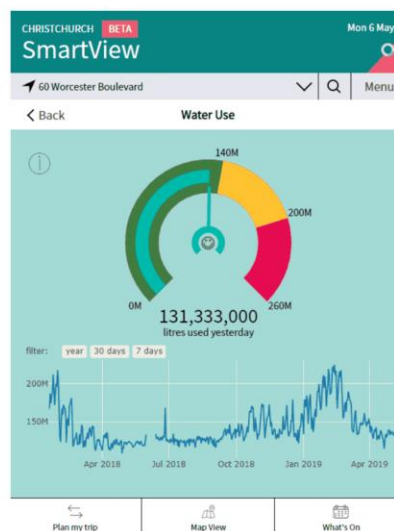 CHRISTCHURCH BETA
Mon 6 May
SmartView
60 Worcester Boulevard
Menu
Back
Water Use
140M
200M
0M
260M
131,333,000
litres used yesterday
filter: year 30 days 7 days
200M
150M
Apr 2018 Jul 2018 Oct 2018 Jan 2019 Apr 2019
Plan my trip Map View What's On